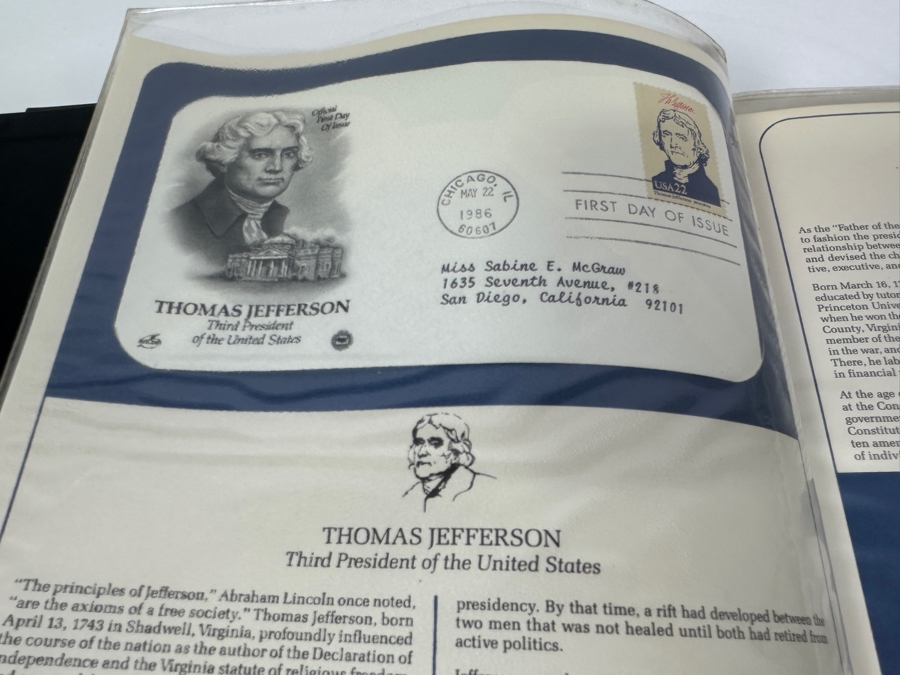 Official
First Day
Of Issue
Jefferson
USA22
CHICAGO, IL
MAY 22
1986
60607
FIRST DAY OF ISSUE
Miss Sabine E. McGraw
1635 Seventh Avenue, #218
San Diego, California 92101
THOMAS JEFFERSON
Third President
of the United States
THOMAS JEFFERSON
Third President of the United States
"The principles of Jefferson," Abraham Lincoln once noted,
"are the axioms of a free society." Thomas Jefferson, born
April 13, 1743 in Shadwell, Virginia, profoundly influenced
the course of the nation as the author of the Declaration of
ndependence and the Virginia statute of religious freedom
presidency. By that time, a rift had developed between the
two men that was not healed until both had retired from
active politics.
As the "Father of the
to fashion the presid
relationship betwee
and devised the ch
tive, executive, and
Born March 16, 17
educated by tutor
Princeton Unive
when he won the
County, Virgini
member of the
in the war, and
There, he lab
in financial
At the age
at the Con
governme
Constitut
ten amer
of indivi